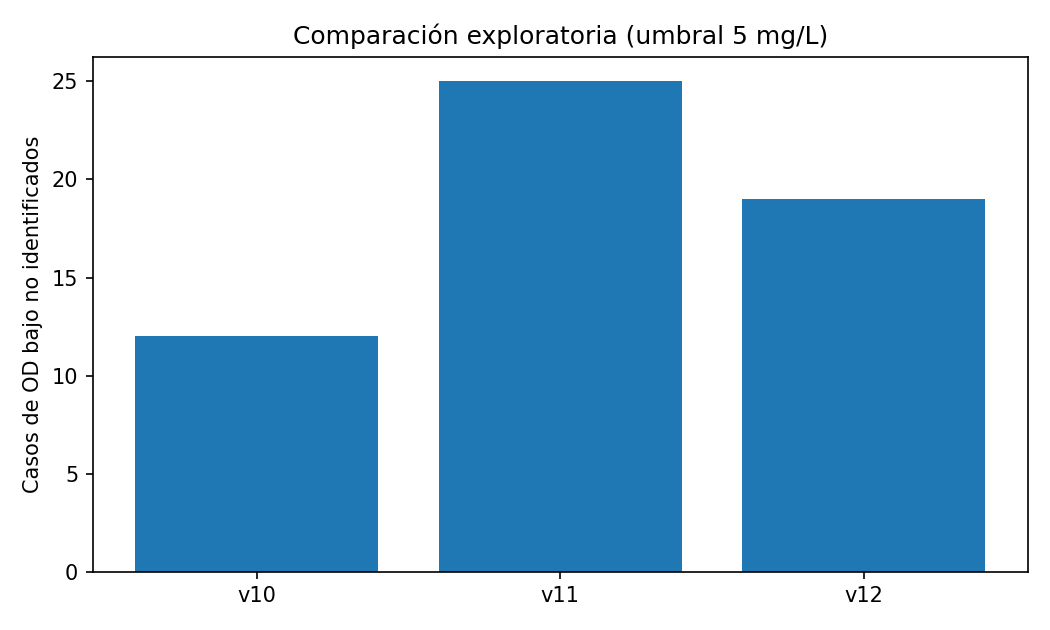 Comparación exploratoria (umbral 5 mg/L)
Casos de OD bajo no identificados
25
20
15
10
5
0
v10
v11
v12